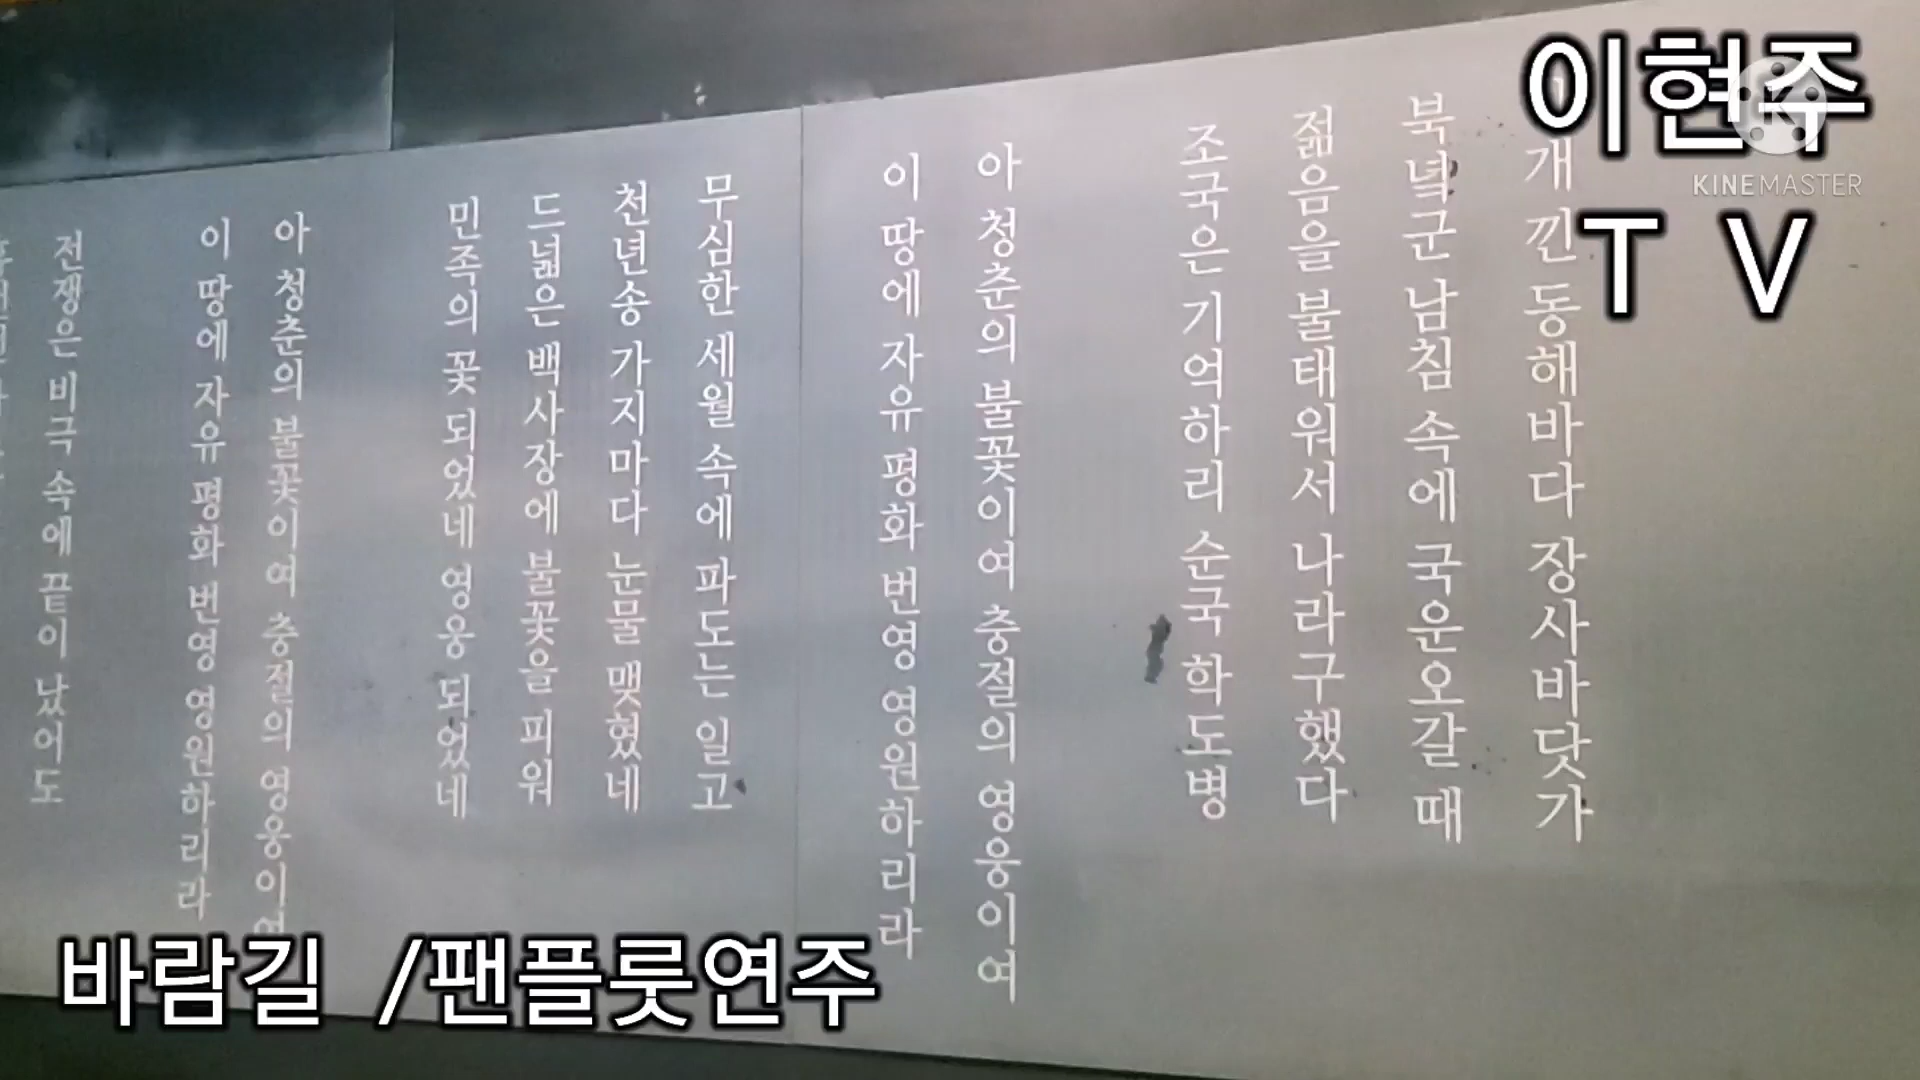 이현주
TV
KINEMASTER
개 낀 동해바다 장사바닷가
북녘군 남침 속에 국운오갈 때
젊음을 불태워서 나라구했다
조국은 기억하리 순국 학도병
아 청춘의 불꽃이여 충절의 영웅이여
이 땅에 자유 평화 번영 영원하리라
무심한 세월 속에 파도는 일고
천년송 가지마다 눈물 맺혔네
드넓은 백사장에 불꽃을 피워
민족의 꽃 되었네 영웅 되었네
아 청춘의 불꽃이여 충절의 영웅이여
이 땅에 자유 평화 번영 영원하리라
전쟁은 비극 속에 끝이 났어도
바람길 /팬플룻연주